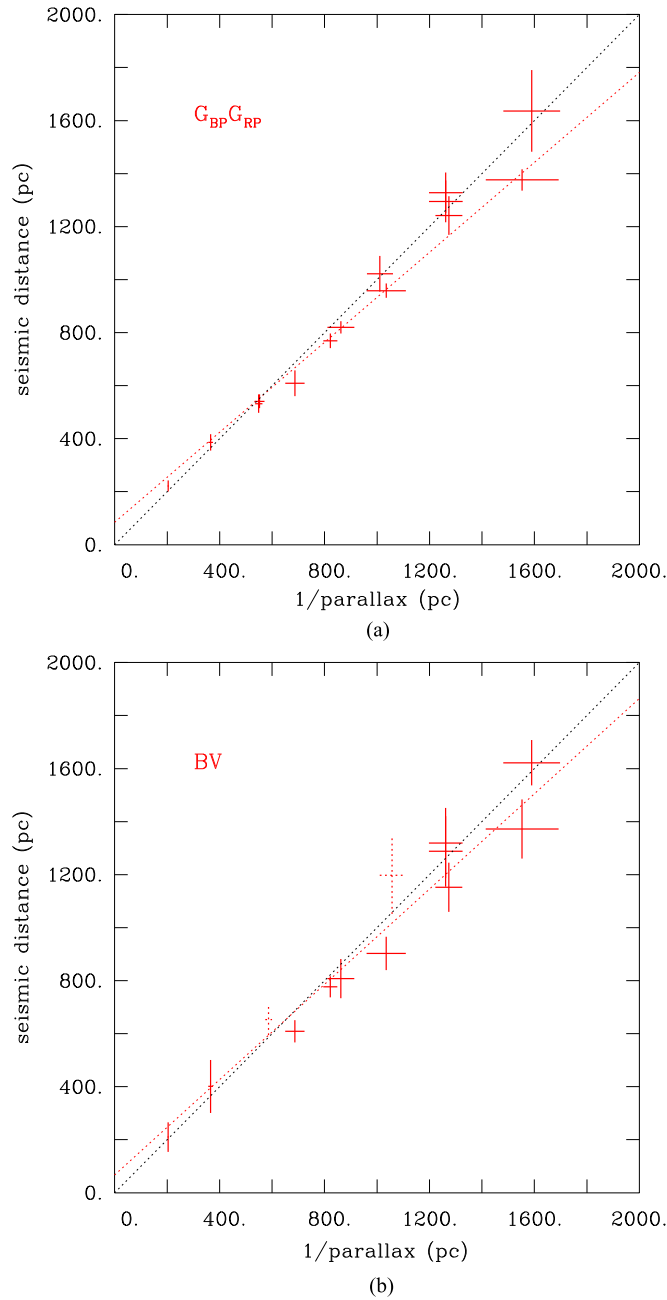 2000.
1600.
1200.
800.
400.
0.
seismic distance (pc)
G_BP G_RP
0. 400. 800. 1200. 1600. 2000.
1/parallax (pc)
(a)
2000.
1600.
1200.
800.
400.
0.
seismic distance (pc)
BV
0. 400. 800. 1200. 1600. 2000.
1/parallax (pc)
(b)